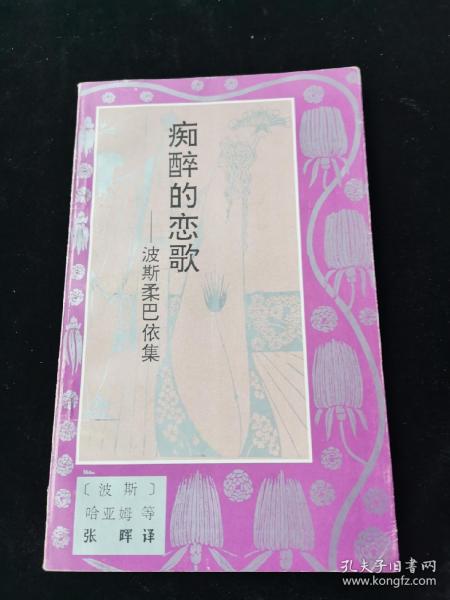 痴醉的恋歌
——波斯柔巴依集
〔波斯〕
哈亚姆 等
张晖译
孔夫子旧书网
www.kongfz.com